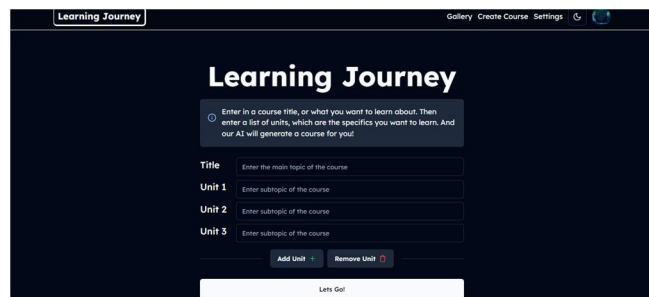 Learning Journey
Gallery Create Course Settings
Learning Journey
Enter in a course title, or what you want to learn about. Then
enter a list of units, which are the specifics you want to learn. And
our AI will generate a course for you!
Title Enter the main topic of the course
Unit 1 Enter subtopic of the course
Unit 2 Enter subtopic of the course
Unit 3 Enter subtopic of the course
Add Unit + Remove Unit
Lets Go!